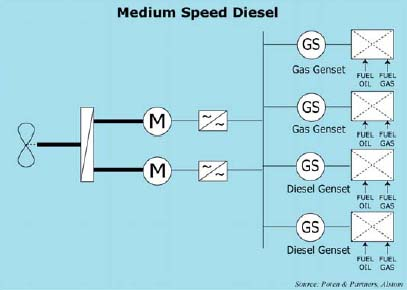 Medium Speed Diesel
GS
Gas Genset
FUEL OIL
FUEL GAS
GS
Gas Genset
FUEL OIL
FUEL GAS
M
~
~
M
~
~
GS
Diesel Genset
FUEL OIL
FUEL GAS
GS
Diesel Genset
FUEL OIL
FUEL GAS
Source: Poten & Partners, Alstom